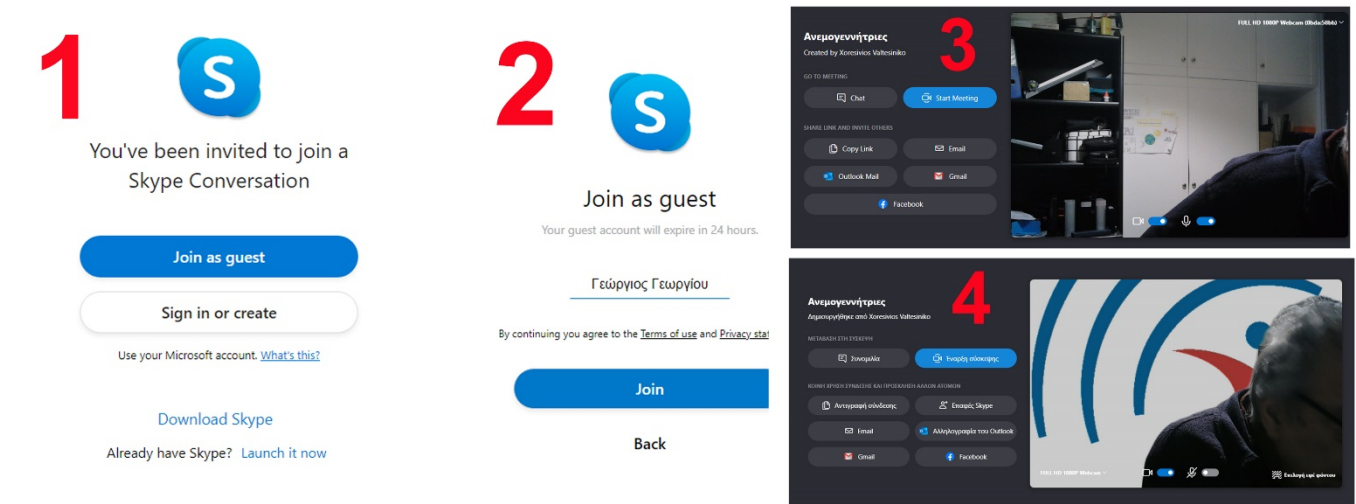 1
S
You've been invited to join a
Skype Conversation
Join as guest
Sign in or create
Use your Microsoft account. What's this?
Download Skype
Already have Skype? Launch it now
2
S
Join as guest
Your guest account will expire in 24 hours.
Γεώργιος Γεωργίου
By continuing you agree to the Terms of use and Privacy stat
Join
Back
3
Ανεμογεννήτριες
Created by Xoresivios Valtesiniko
GO TO MEETING
Chat
Start Meeting
SHARE LINK AND INVITE OTHERS
Copy Link
Email
Outlook Mail
Gmail
Facebook
FULL HD 1080P Webcam (0bda:58bb)
4
Ανεμογεννήτριες
Δημιουργήθηκε από Xoresivios Valtesiniko
ΜΕΤΑΒΑΣΗ ΣΤΗ ΣΥΣΚΕΨΗ
Συνομιλία
Έναρξη σύσκεψης
ΚΟΙΝΗ ΧΡΗΣΗ ΣΥΝΔΕΣΗΣ ΚΑΙ ΠΡΟΣΚΛΗΣΗ ΑΛΛΩΝ ΑΤΟΜΩΝ
Αντιγραφή σύνδεσης
Επαφές Skype
Email
Αλληλογραφία του Outlook
Gmail
Facebook
FULL HD 1080P Webcam
Επιλογή εφέ φόντου